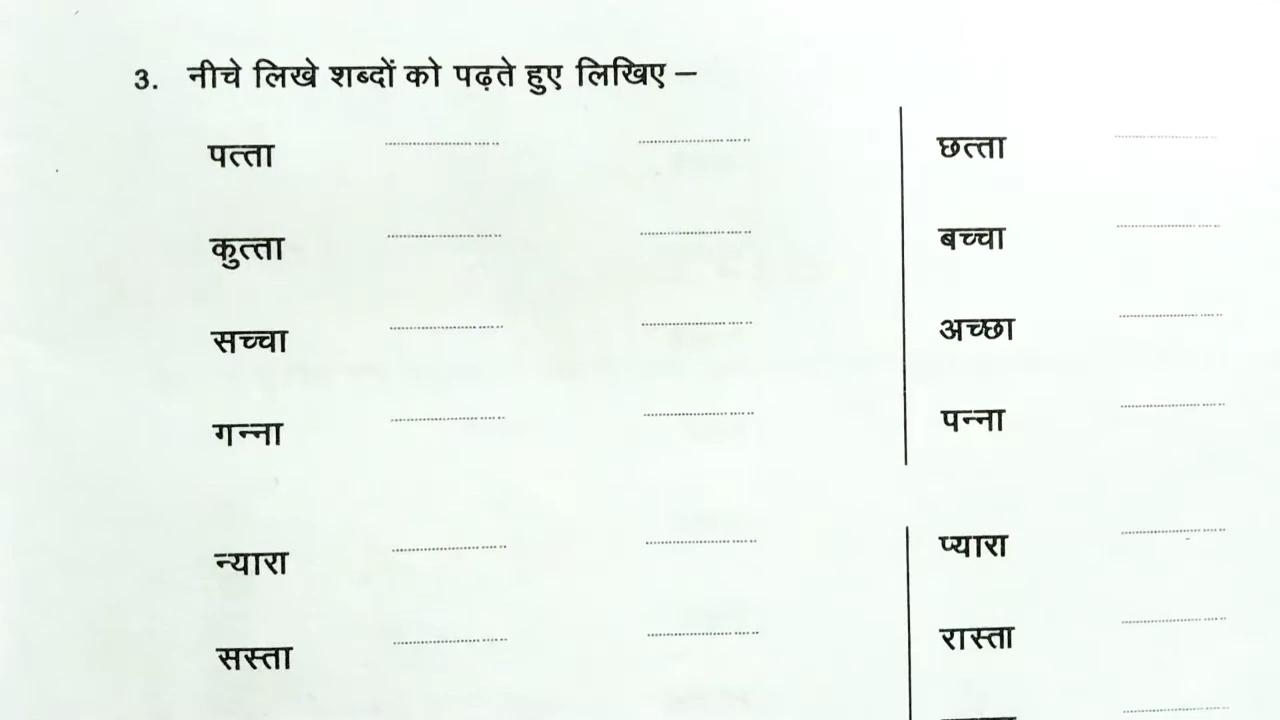 3. नीचे लिखे शब्दों को पढ़ते हुए लिखिए –
पत्ता ........ ........ छत्ता ........
कुत्ता ........ ........ बच्चा ........
सच्चा ........ ........ अच्छा ........
गन्ना ........ ........ पन्ना ........
न्यारा ........ ........ प्यारा ........
सस्ता ........ ........ रास्ता ........